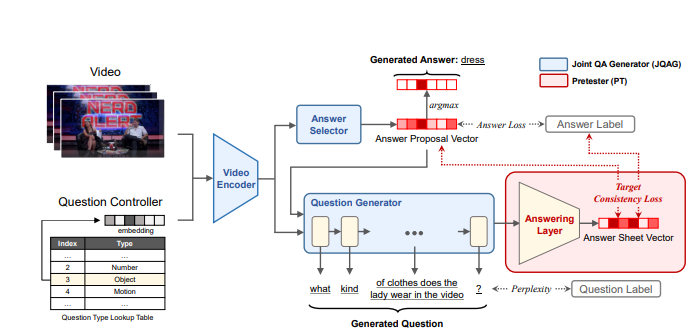 Generated Answer: dress
Joint QA Generator (JQAG)
Pretester (PT)
Video
NERD
NERD
NERD
ALERT
argmax
Answer
Selector
Answer Proposal Vector
Answer Loss
Answer Label
Video
Encoder
Target
Consistency Loss
Question Controller
embedding
Index Type
... ...
2 Number
3 Object
4 Motion
... ...
Question Type Lookup Table
Question Generator
...
Answering
Layer
Answer Sheet Vector
what kind of clothes does the
lady wear in the video ?
Perplexity
Question Label
Generated Question